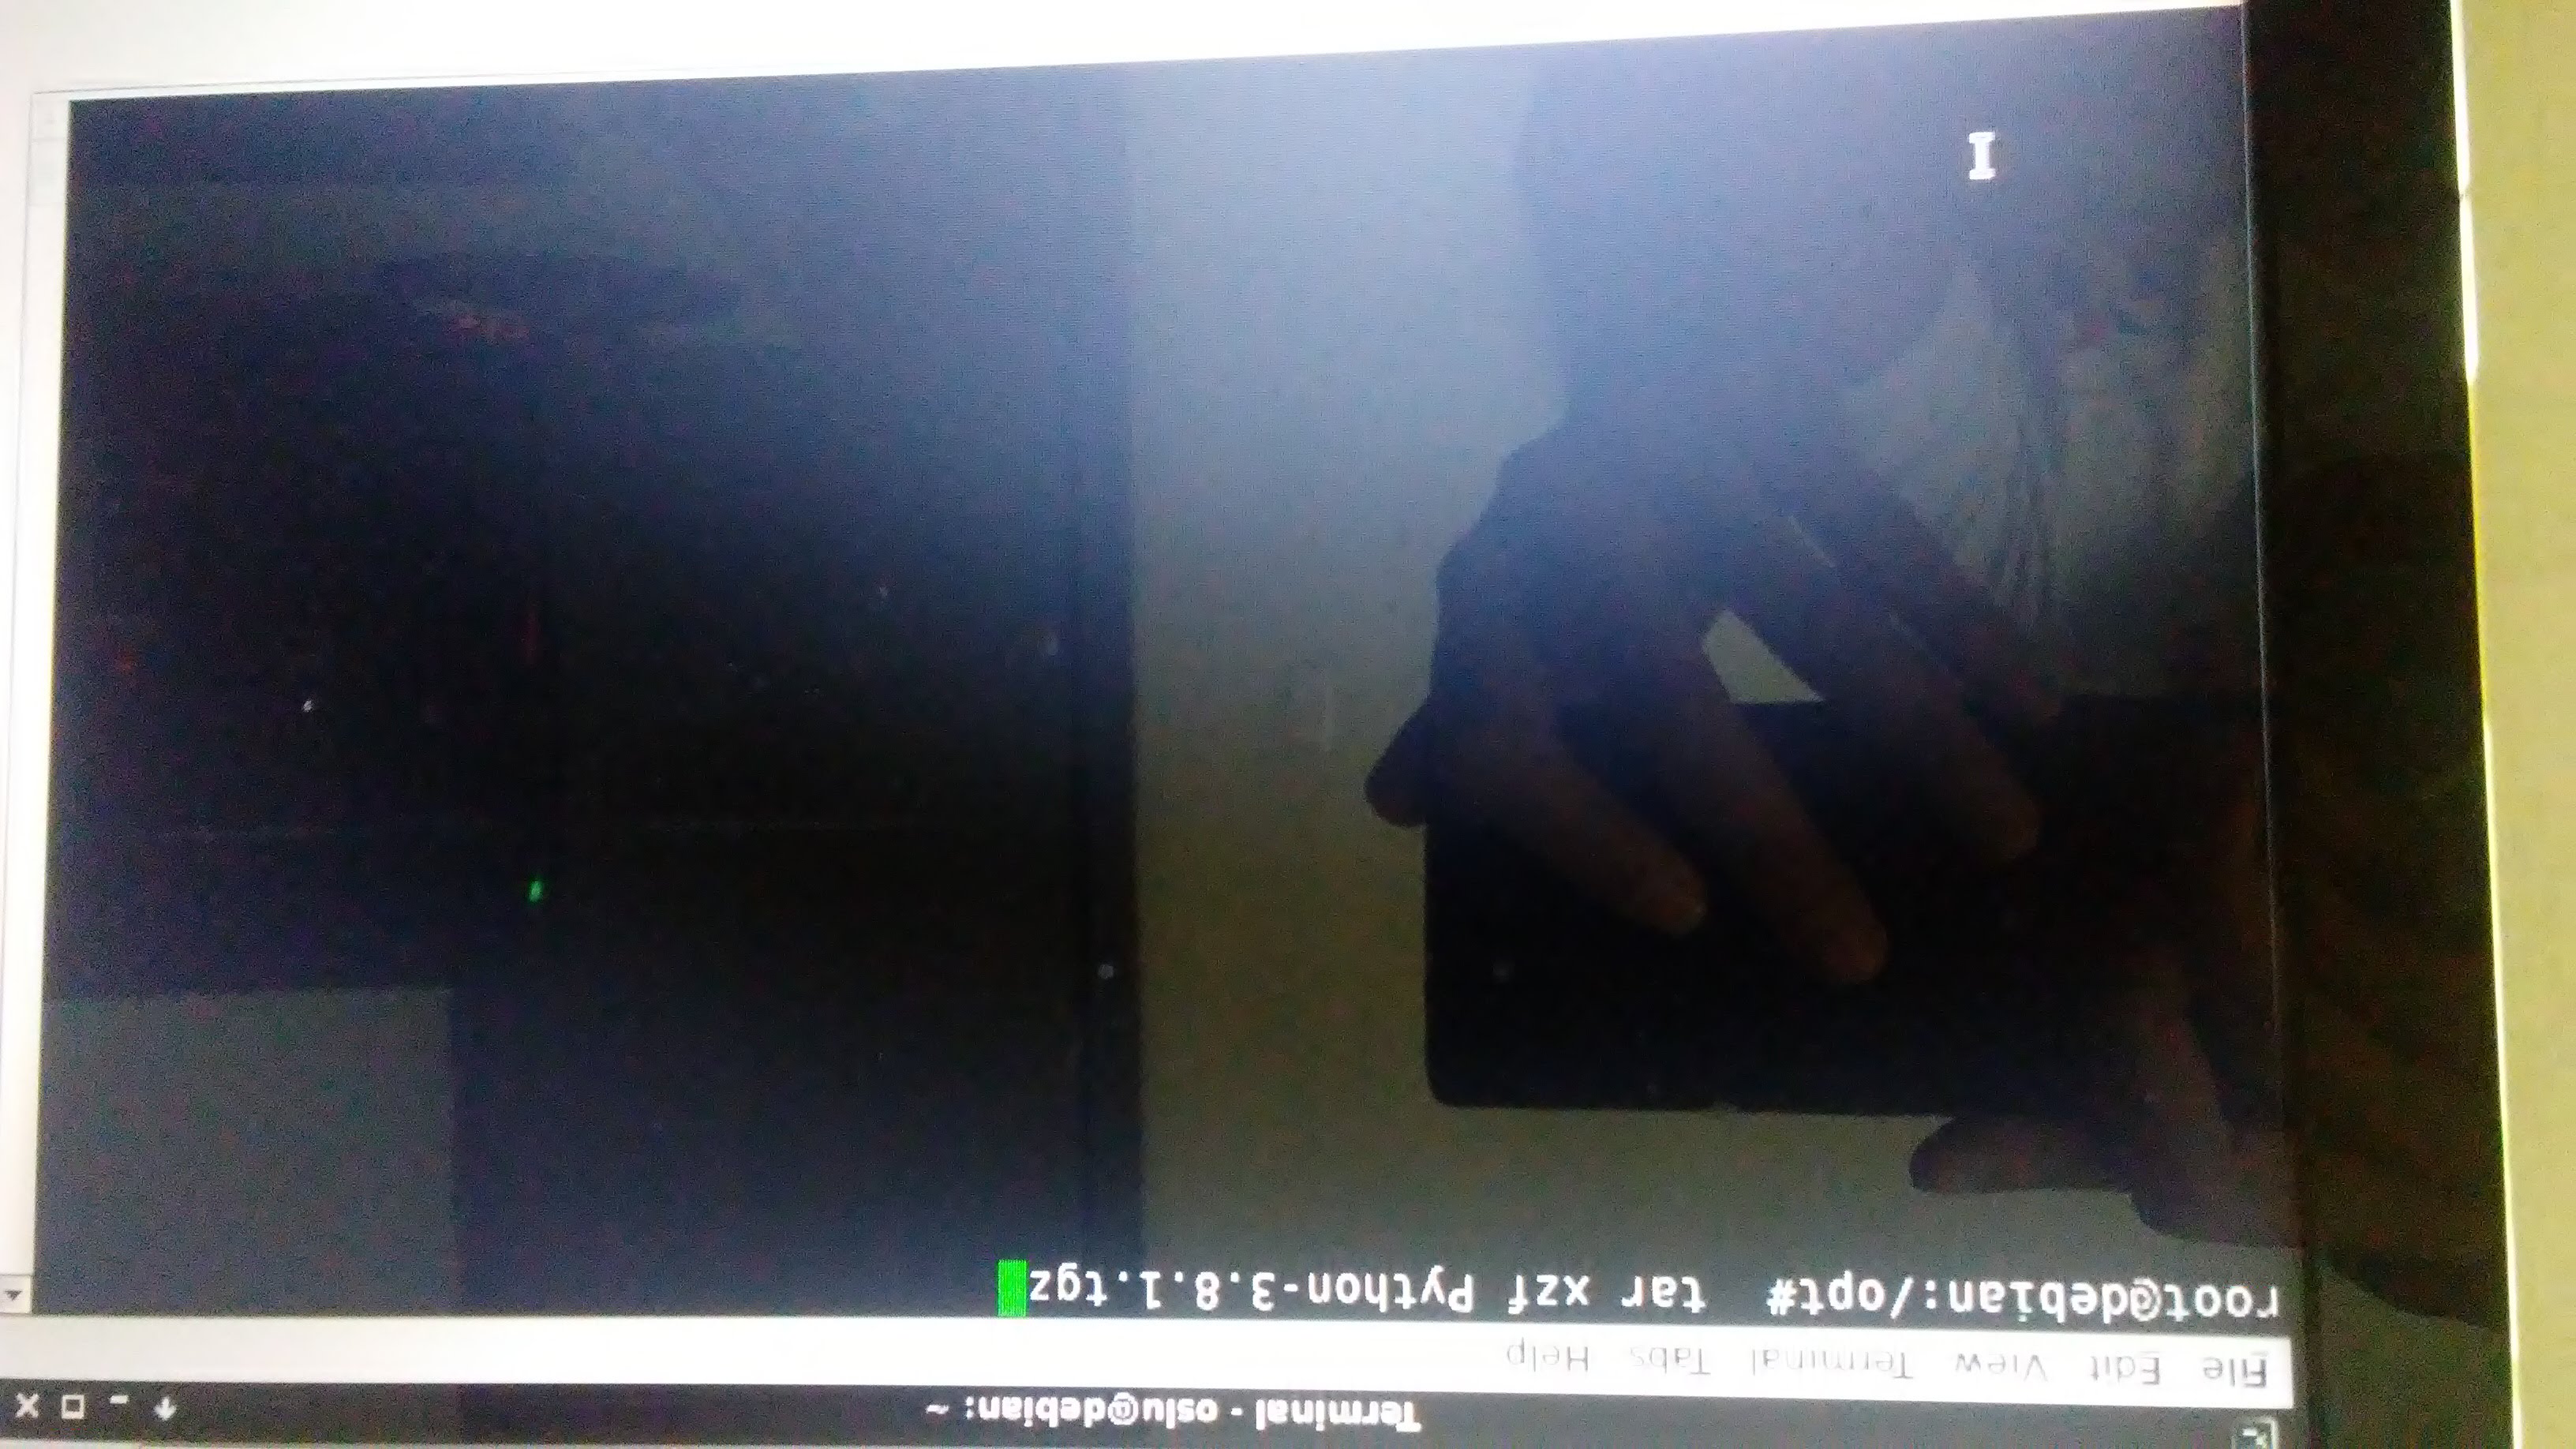 Terminal - oslu@debian: ~
File Edit View Terminal Tabs Help
root@debian:/opt#  tar xzf Python-3.8.1.tgz